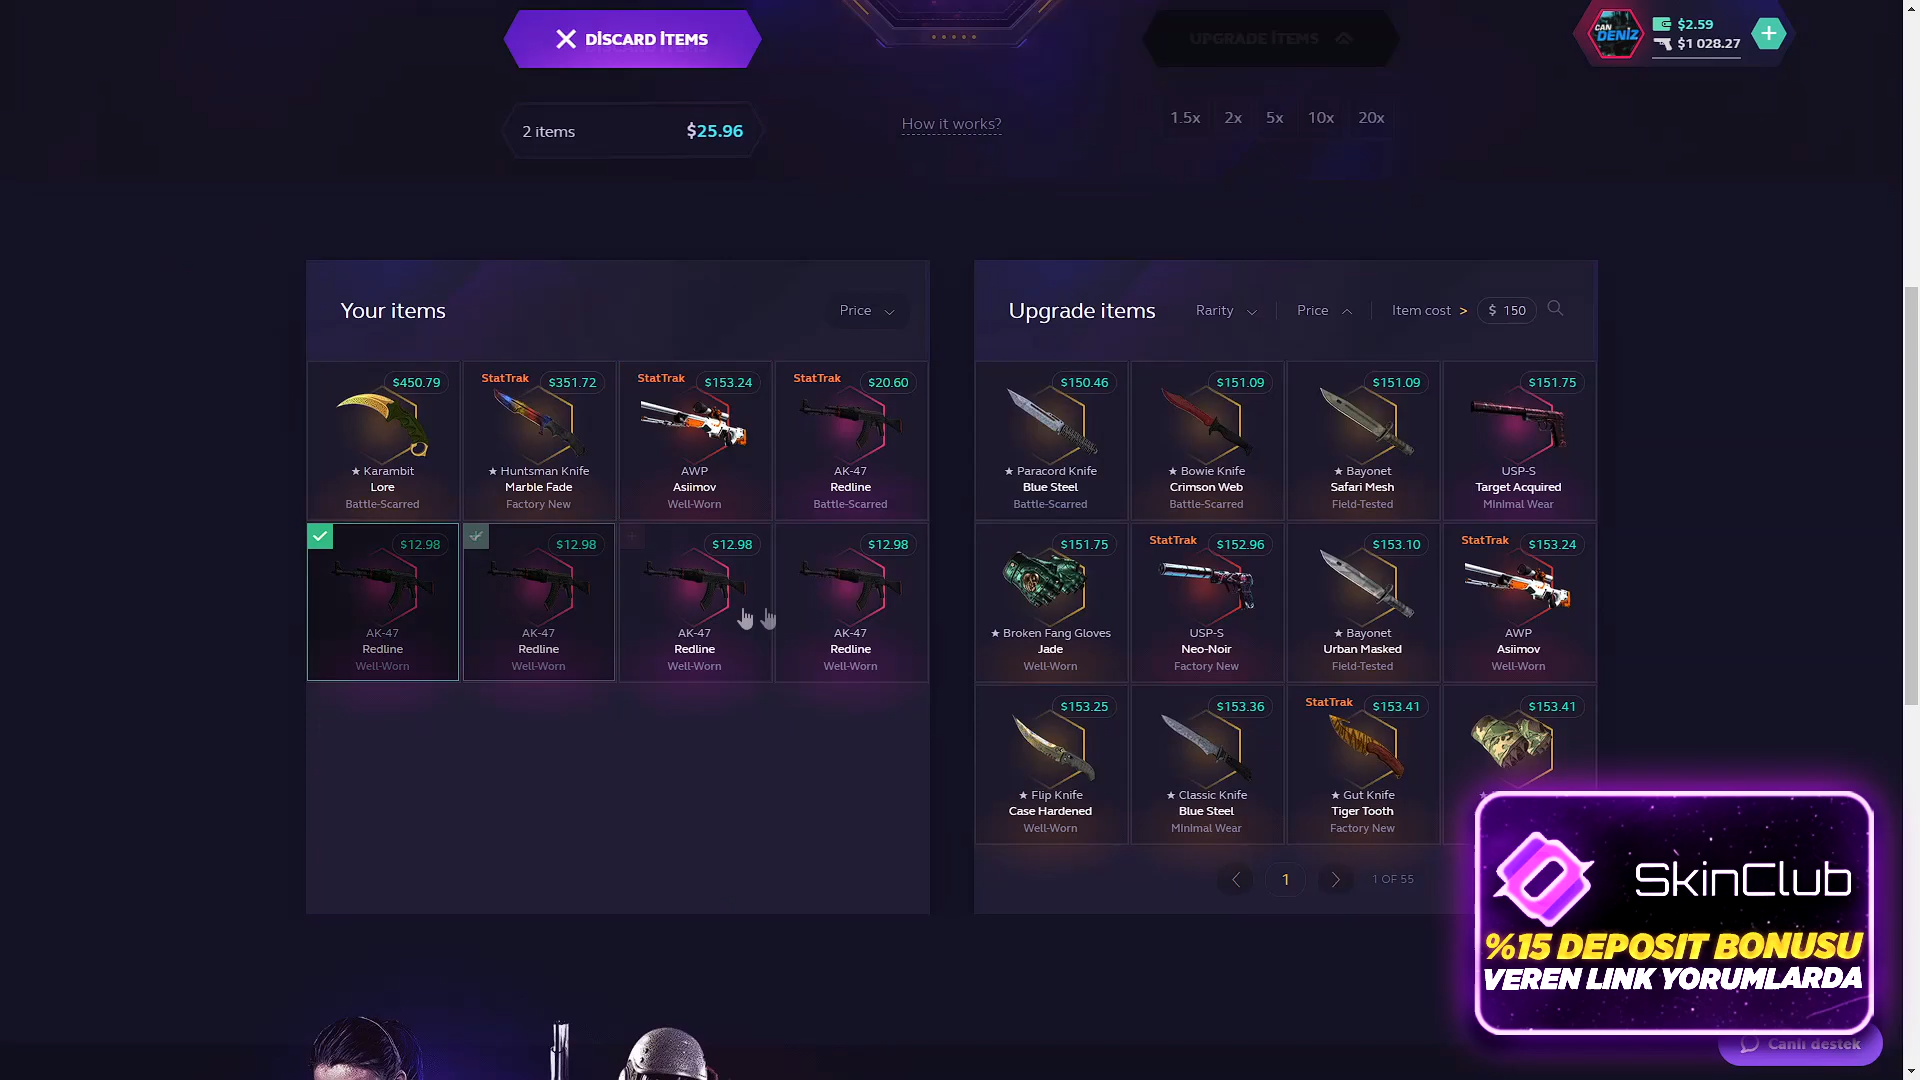 DİSCARD İTEMS
UPGRADE İTEMS
CAN
DENİZ
$2.59
$1 028.27
2 items
$25.96
How it works?
1.5x
2x
5x
10x
20x
Your items
Price
Upgrade items
Rarity
Price
Item cost >
$ 150
$450.79
★ Karambit
Lore
Battle-Scarred
StatTrak
$351.72
★ Huntsman Knife
Marble Fade
Factory New
StatTrak
$153.24
AWP
Asiimov
Well-Worn
StatTrak
$20.60
AK-47
Redline
Battle-Scarred
$12.98
AK-47
Redline
Well-Worn
$12.98
AK-47
Redline
Well-Worn
$12.98
AK-47
Redline
Well-Worn
$12.98
AK-47
Redline
Well-Worn
$150.46
★ Paracord Knife
Blue Steel
Battle-Scarred
$151.09
★ Bowie Knife
Crimson Web
Battle-Scarred
$151.09
★ Bayonet
Safari Mesh
Field-Tested
$151.75
USP-S
Target Acquired
Minimal Wear
$151.75
★ Broken Fang Gloves
Jade
Well-Worn
StatTrak
$152.96
USP-S
Neo-Noir
Factory New
$153.10
★ Bayonet
Urban Masked
Field-Tested
StatTrak
$153.24
AWP
Asiimov
Well-Worn
$153.25
★ Flip Knife
Case Hardened
Well-Worn
$153.36
★ Classic Knife
Blue Steel
Minimal Wear
StatTrak
$153.41
★ Gut Knife
Tiger Tooth
Factory New
$153.41
1
1 OF 55
SkinClub
%15 DEPOSIT BONUSU
VEREN LINK YORUMLARDA
Canlı destek